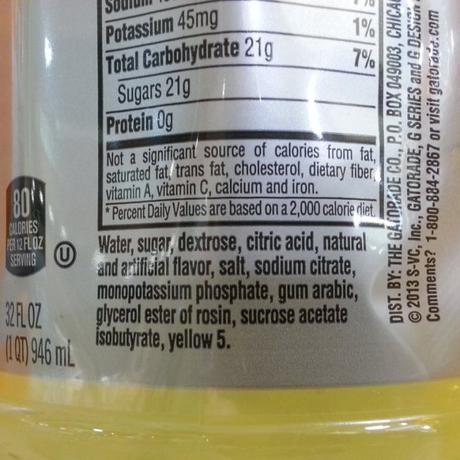 Sodium
Potassium 45mg 1%
Total Carbohydrate 21g 7%
Sugars 21g
Protein 0g
Not a significant source of calories from fat,
saturated fat, trans fat, cholesterol, dietary fiber,
vitamin A, vitamin C, calcium and iron.
* Percent Daily Values are based on a 2,000 calorie diet.
80
CALORIES
PER 12 FL OZ
SERVING
U
Water, sugar, dextrose, citric acid, natural
and artificial flavor, salt, sodium citrate,
monopotassium phosphate, gum arabic,
glycerol ester of rosin, sucrose acetate
isobutyrate, yellow 5.
32 FL OZ
(1 QT) 946 mL
DIST. BY: THE GATORADE CO., P.O. BOX 049003, CHICA
© 2013 S-VC, Inc., GATORADE, G SERIES and G DESIGN
Comments? 1-800-884-2867 or visit gatorade.com